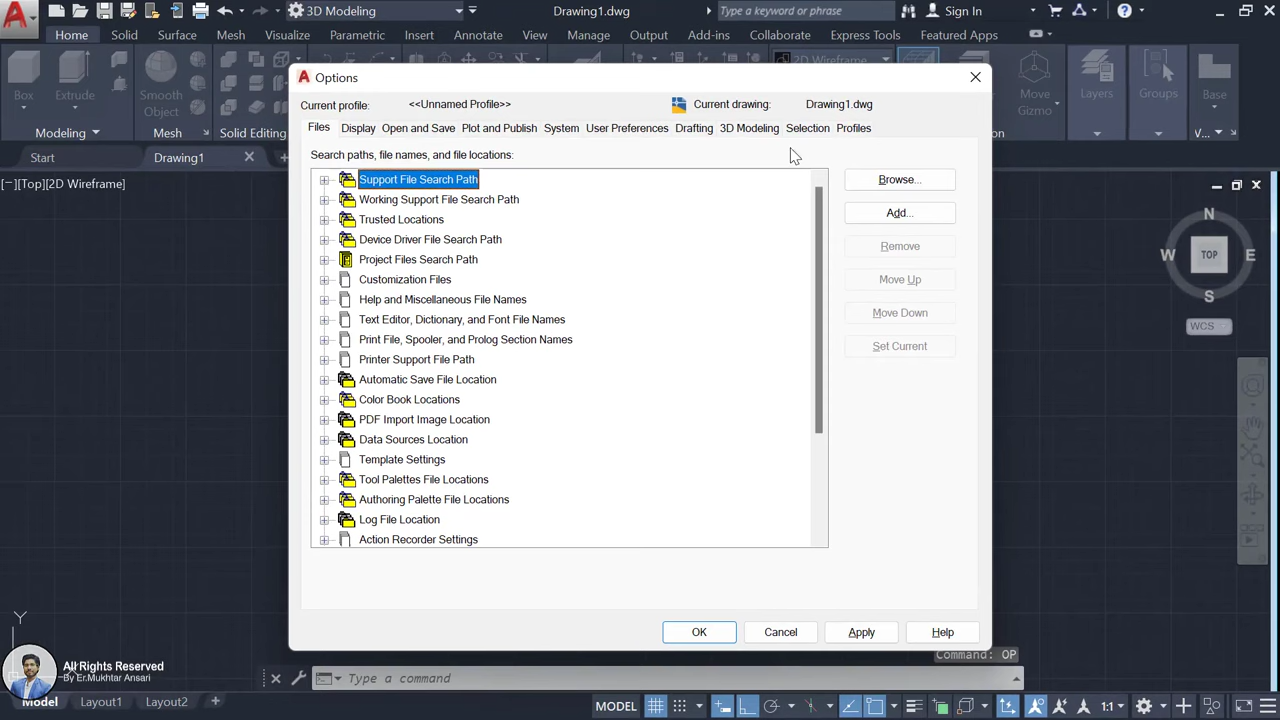 3D Modeling
Drawing1.dwg
Type a keyword or phrase
Sign In
Home Solid Surface Mesh Visualize Parametric Insert Annotate View Manage Output Add-ins Collaborate Express Tools Featured Apps
Box
Extrude
Smooth
Object
2D Wireframe
Move
Gizmo
Layers
Groups
Base
Modeling
Mesh
Solid Editing
Start
Drawing1
[−][Top][2D Wireframe]
Options
Current profile: <<Unnamed Profile>> Current drawing: Drawing1.dwg
Files Display Open and Save Plot and Publish System User Preferences Drafting 3D Modeling Selection Profiles
Search paths, file names, and file locations:
Support File Search Path
Working Support File Search Path
Trusted Locations
Device Driver File Search Path
Project Files Search Path
Customization Files
Help and Miscellaneous File Names
Text Editor, Dictionary, and Font File Names
Print File, Spooler, and Prolog Section Names
Printer Support File Path
Automatic Save File Location
Color Book Locations
PDF Import Image Location
Data Sources Location
Template Settings
Tool Palettes File Locations
Authoring Palette File Locations
Log File Location
Action Recorder Settings
Browse...
Add...
Remove
Move Up
Move Down
Set Current
OK Cancel Apply Help
N
W TOP E
S
WCS
Y
All Rights Reserved
By Er.Mukhtar Ansari
Command: OP
Type a command
Model Layout1 Layout2
MODEL
1:1